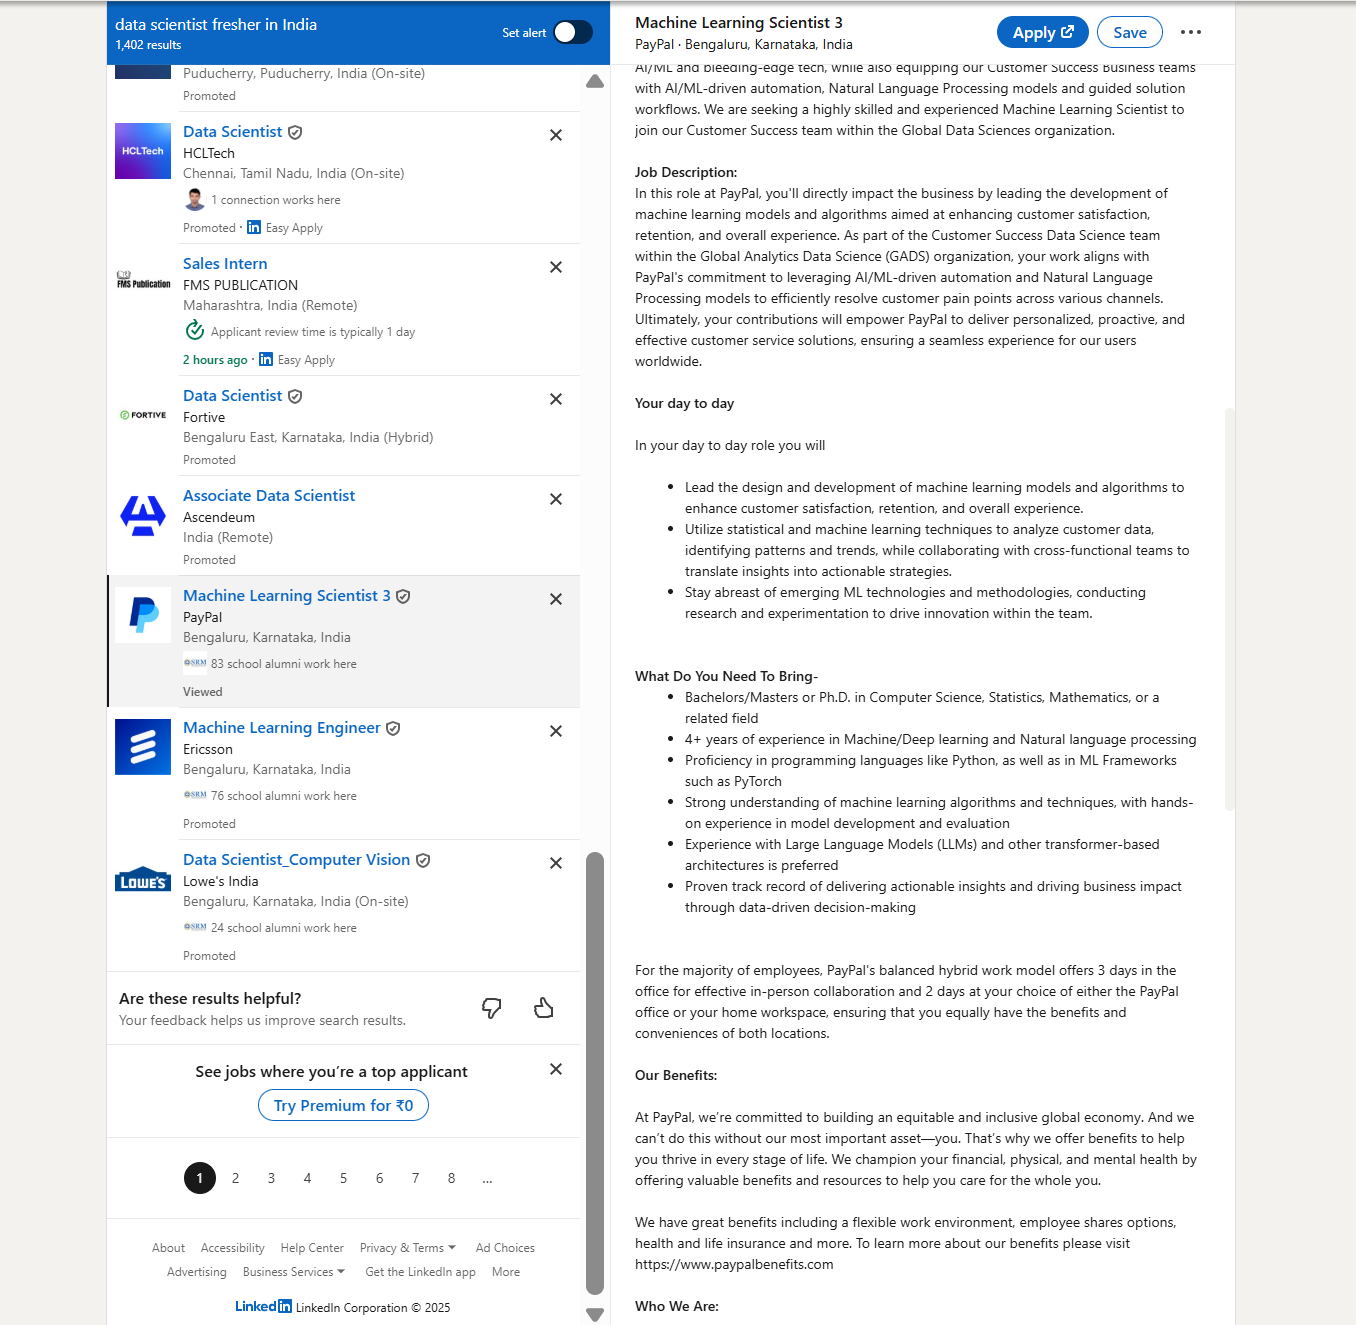 data scientist fresher in India
1,402 results
Set alert
Puducherry, Puducherry, India (On-site)
Promoted
HCLTech
Data Scientist
HCLTech
Chennai, Tamil Nadu, India (On-site)
1 connection works here
Promoted · in Easy Apply
FMS Publication
Sales Intern
FMS PUBLICATION
Maharashtra, India (Remote)
Applicant review time is typically 1 day
2 hours ago · in Easy Apply
FORTIVE
Data Scientist
Fortive
Bengaluru East, Karnataka, India (Hybrid)
Promoted
Associate Data Scientist
Ascendeum
India (Remote)
Promoted
Machine Learning Scientist 3
PayPal
Bengaluru, Karnataka, India
SRM 83 school alumni work here
Viewed
Machine Learning Engineer
Ericsson
Bengaluru, Karnataka, India
SRM 76 school alumni work here
Promoted
LOWE'S
Data Scientist_Computer Vision
Lowe's India
Bengaluru, Karnataka, India (On-site)
SRM 24 school alumni work here
Promoted
Are these results helpful?
Your feedback helps us improve search results.
See jobs where you're a top applicant
Try Premium for ₹0
1 2 3 4 5 6 7 8 ...
About Accessibility Help Center Privacy & Terms Ad Choices
Advertising Business Services Get the LinkedIn app More
Linkedin LinkedIn Corporation © 2025
Machine Learning Scientist 3
PayPal · Bengaluru, Karnataka, India
Apply
Save
AI/ML and bleeding-edge tech, while also equipping our Customer Success Business teams
with AI/ML-driven automation, Natural Language Processing models and guided solution
workflows. We are seeking a highly skilled and experienced Machine Learning Scientist to
join our Customer Success team within the Global Data Sciences organization.
Job Description:
In this role at PayPal, you'll directly impact the business by leading the development of
machine learning models and algorithms aimed at enhancing customer satisfaction,
retention, and overall experience. As part of the Customer Success Data Science team
within the Global Analytics Data Science (GADS) organization, your work aligns with
PayPal's commitment to leveraging AI/ML-driven automation and Natural Language
Processing models to efficiently resolve customer pain points across various channels.
Ultimately, your contributions will empower PayPal to deliver personalized, proactive, and
effective customer service solutions, ensuring a seamless experience for our users
worldwide.
Your day to day
In your day to day role you will
• Lead the design and development of machine learning models and algorithms to
enhance customer satisfaction, retention, and overall experience.
• Utilize statistical and machine learning techniques to analyze customer data,
identifying patterns and trends, while collaborating with cross-functional teams to
translate insights into actionable strategies.
• Stay abreast of emerging ML technologies and methodologies, conducting
research and experimentation to drive innovation within the team.
What Do You Need To Bring-
• Bachelors/Masters or Ph.D. in Computer Science, Statistics, Mathematics, or a
related field
• 4+ years of experience in Machine/Deep learning and Natural language processing
• Proficiency in programming languages like Python, as well as in ML Frameworks
such as PyTorch
• Strong understanding of machine learning algorithms and techniques, with hands-
on experience in model development and evaluation
• Experience with Large Language Models (LLMs) and other transformer-based
architectures is preferred
• Proven track record of delivering actionable insights and driving business impact
through data-driven decision-making
For the majority of employees, PayPal's balanced hybrid work model offers 3 days in the
office for effective in-person collaboration and 2 days at your choice of either the PayPal
office or your home workspace, ensuring that you equally have the benefits and
conveniences of both locations.
Our Benefits:
At PayPal, we're committed to building an equitable and inclusive global economy. And we
can't do this without our most important asset—you. That's why we offer benefits to help
you thrive in every stage of life. We champion your financial, physical, and mental health by
offering valuable benefits and resources to help you care for the whole you.
We have great benefits including a flexible work environment, employee shares options,
health and life insurance and more. To learn more about our benefits please visit
https://www.paypalbenefits.com
Who We Are: